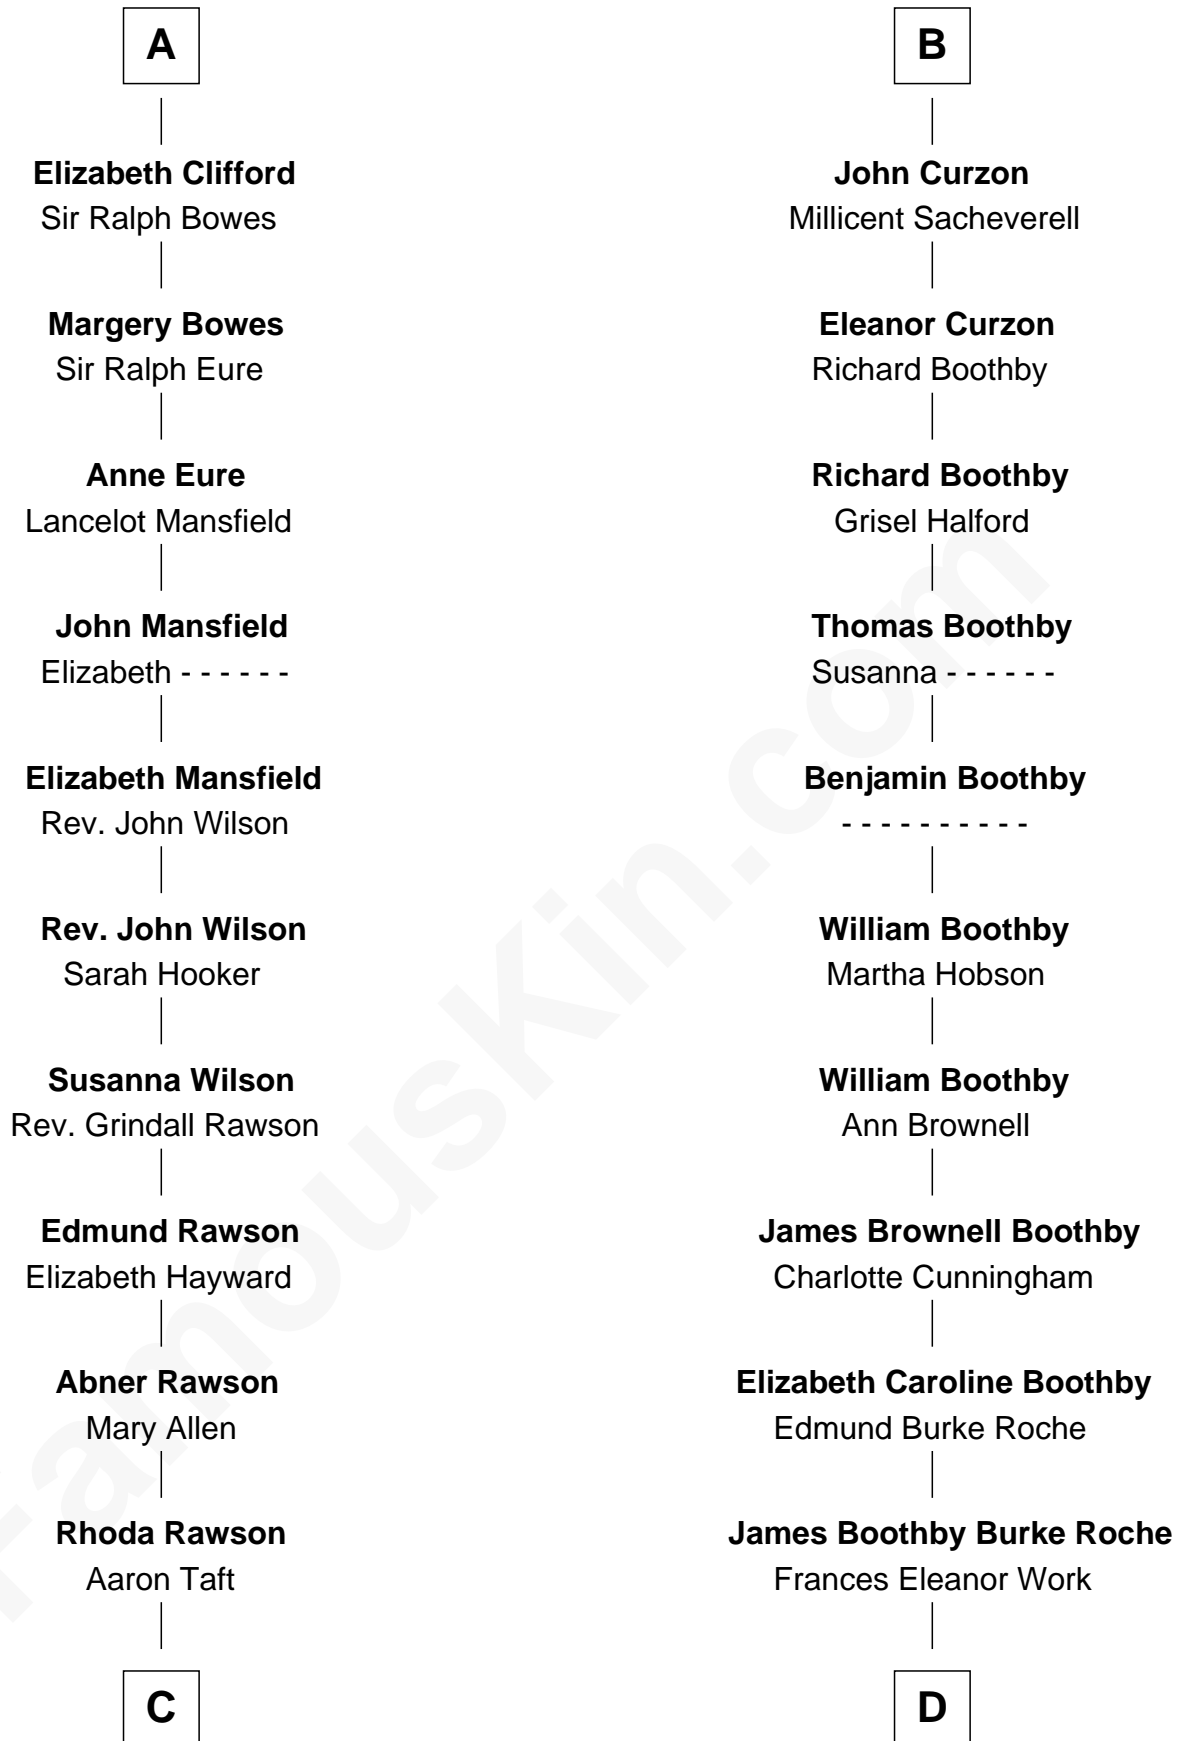 A
Elizabeth Clifford
Sir Ralph Bowes
Margery Bowes
Sir Ralph Eure
Anne Eure
Lancelot Mansfield
John Mansfield
Elizabeth - - - - - -
Elizabeth Mansfield
Rev. John Wilson
Rev. John Wilson
Sarah Hooker
Susanna Wilson
Rev. Grindall Rawson
Edmund Rawson
Elizabeth Hayward
Abner Rawson
Mary Allen
Rhoda Rawson
Aaron Taft
C
B
John Curzon
Millicent Sacheverell
Eleanor Curzon
Richard Boothby
Richard Boothby
Grisel Halford
Thomas Boothby
Susanna - - - - - -
Benjamin Boothby
- - - - - - - - - -
William Boothby
Martha Hobson
William Boothby
Ann Brownell
James Brownell Boothby
Charlotte Cunningham
Elizabeth Caroline Boothby
Edmund Burke Roche
James Boothby Burke Roche
Frances Eleanor Work
D
FamousKin.com